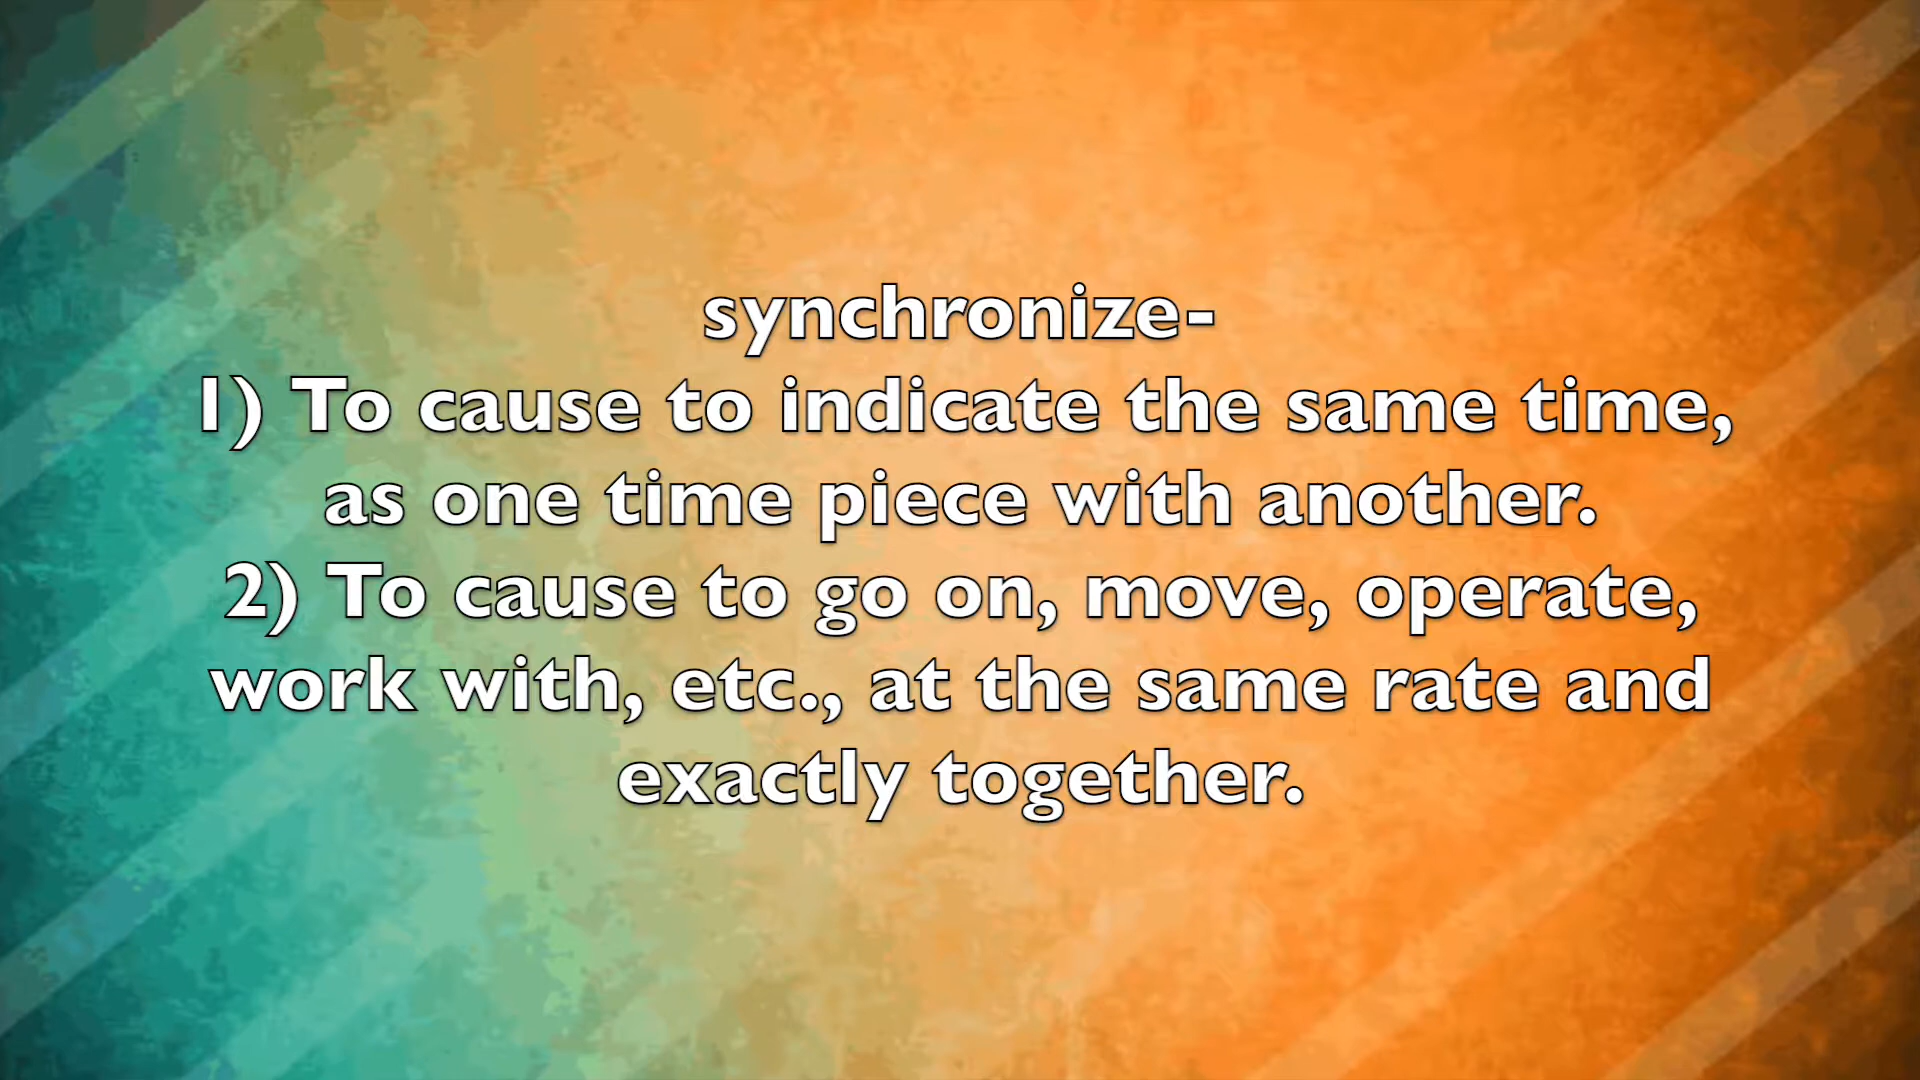 synchronize-
1) To cause to indicate the same time,
as one time piece with another.
2) To cause to go on, move, operate,
work with, etc., at the same rate and
exactly together.